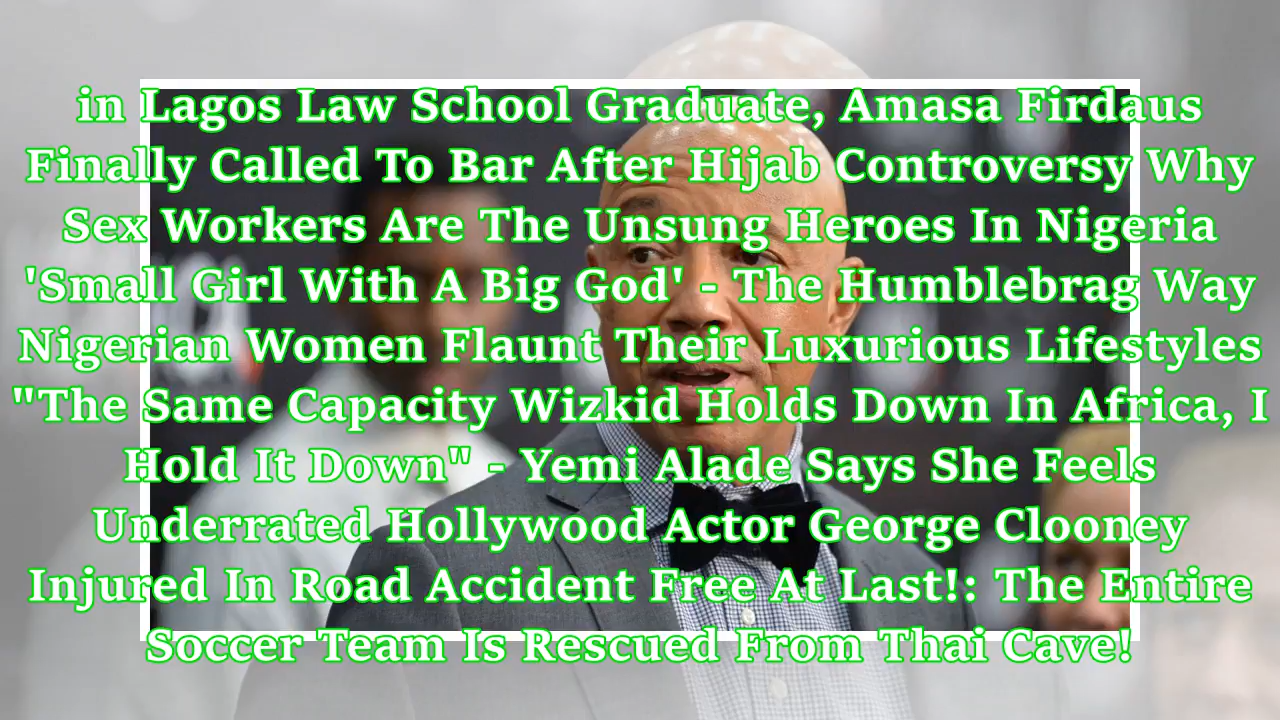 in Lagos Law School Graduate, Amasa Firdaus
Finally Called To Bar After Hijab Controversy Why
Sex Workers Are The Unsung Heroes In Nigeria
'Small Girl With A Big God' - The Humblebrag Way
Nigerian Women Flaunt Their Luxurious Lifestyles
"The Same Capacity Wizkid Holds Down In Africa, I
Hold It Down" - Yemi Alade Says She Feels
Underrated Hollywood Actor George Clooney
Injured In Road Accident Free At Last!: The Entire
Soccer Team Is Rescued From Thai Cave!